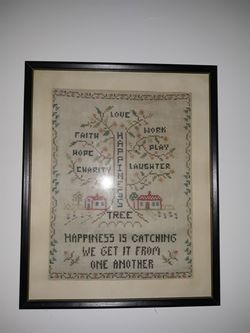 LOVE
FAITH
WORK
HOPE
PLAY
CHARITY
LAUGHTER
HAPPINESS
TREE
HAPPINESS IS CATCHING
WE GET IT FROM
ONE ANOTHER